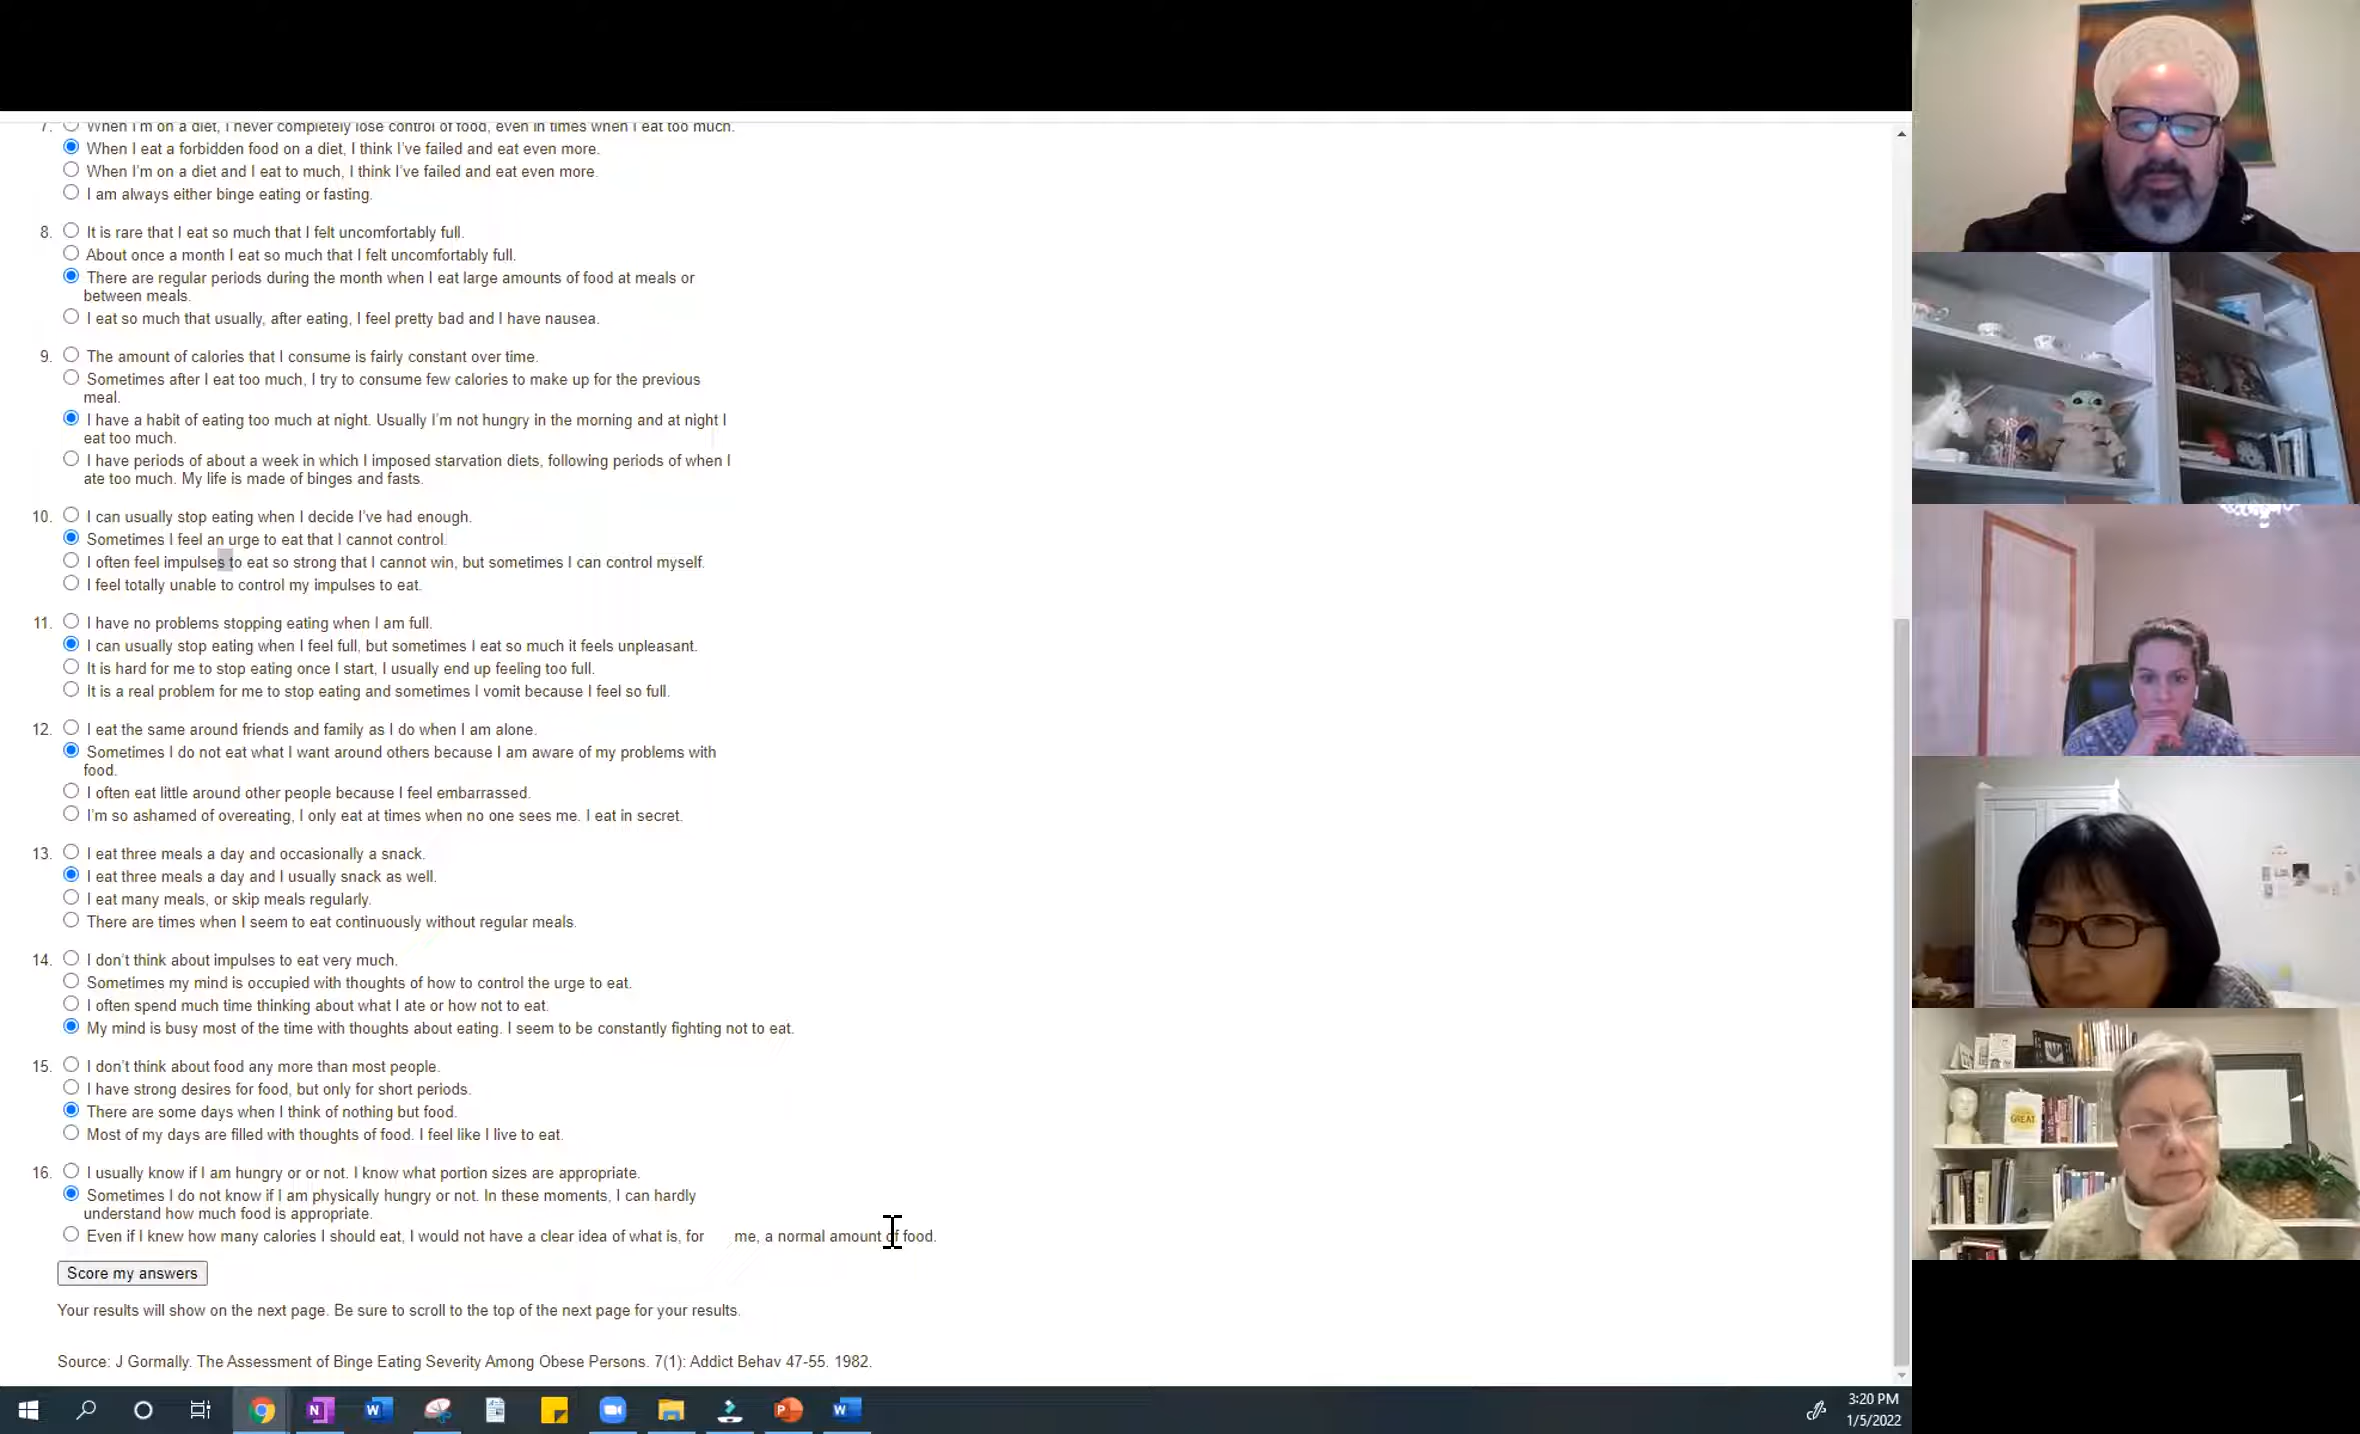 7. When I'm on a diet, I never completely lose control of food, even in times when I eat too much.
When I eat a forbidden food on a diet, I think I've failed and eat even more.
When I'm on a diet and I eat to much, I think I've failed and eat even more.
I am always either binge eating or fasting.
8. It is rare that I eat so much that I felt uncomfortably full.
About once a month I eat so much that I felt uncomfortably full.
There are regular periods during the month when I eat large amounts of food at meals or
between meals.
I eat so much that usually, after eating, I feel pretty bad and I have nausea.
9. The amount of calories that I consume is fairly constant over time.
Sometimes after I eat too much, I try to consume few calories to make up for the previous
meal.
I have a habit of eating too much at night. Usually I'm not hungry in the morning and at night I
eat too much.
I have periods of about a week in which I imposed starvation diets, following periods of when I
ate too much. My life is made of binges and fasts.
10. I can usually stop eating when I decide I've had enough.
Sometimes I feel an urge to eat that I cannot control.
I often feel impulses to eat so strong that I cannot win, but sometimes I can control myself.
I feel totally unable to control my impulses to eat.
11. I have no problems stopping eating when I am full.
I can usually stop eating when I feel full, but sometimes I eat so much it feels unpleasant.
It is hard for me to stop eating once I start, I usually end up feeling too full.
It is a real problem for me to stop eating and sometimes I vomit because I feel so full.
12. I eat the same around friends and family as I do when I am alone.
Sometimes I do not eat what I want around others because I am aware of my problems with
food.
I often eat little around other people because I feel embarrassed.
I'm so ashamed of overeating, I only eat at times when no one sees me. I eat in secret.
13. I eat three meals a day and occasionally a snack.
I eat three meals a day and I usually snack as well.
I eat many meals, or skip meals regularly.
There are times when I seem to eat continuously without regular meals.
14. I don't think about impulses to eat very much.
Sometimes my mind is occupied with thoughts of how to control the urge to eat.
I often spend much time thinking about what I ate or how not to eat.
My mind is busy most of the time with thoughts about eating. I seem to be constantly fighting not to eat.
15. I don't think about food any more than most people.
I have strong desires for food, but only for short periods.
There are some days when I think of nothing but food.
Most of my days are filled with thoughts of food. I feel like I live to eat.
16. I usually know if I am hungry or or not. I know what portion sizes are appropriate.
Sometimes I do not know if I am physically hungry or not. In these moments, I can hardly
understand how much food is appropriate.
Even if I knew how many calories I should eat, I would not have a clear idea of what is, for me, a normal amount of food.
Score my answers
Your results will show on the next page. Be sure to scroll to the top of the next page for your results.
Source: J Gormally. The Assessment of Binge Eating Severity Among Obese Persons. 7(1): Addict Behav 47-55. 1982.
GREAT
N
W
P
W
3:20 PM
1/5/2022